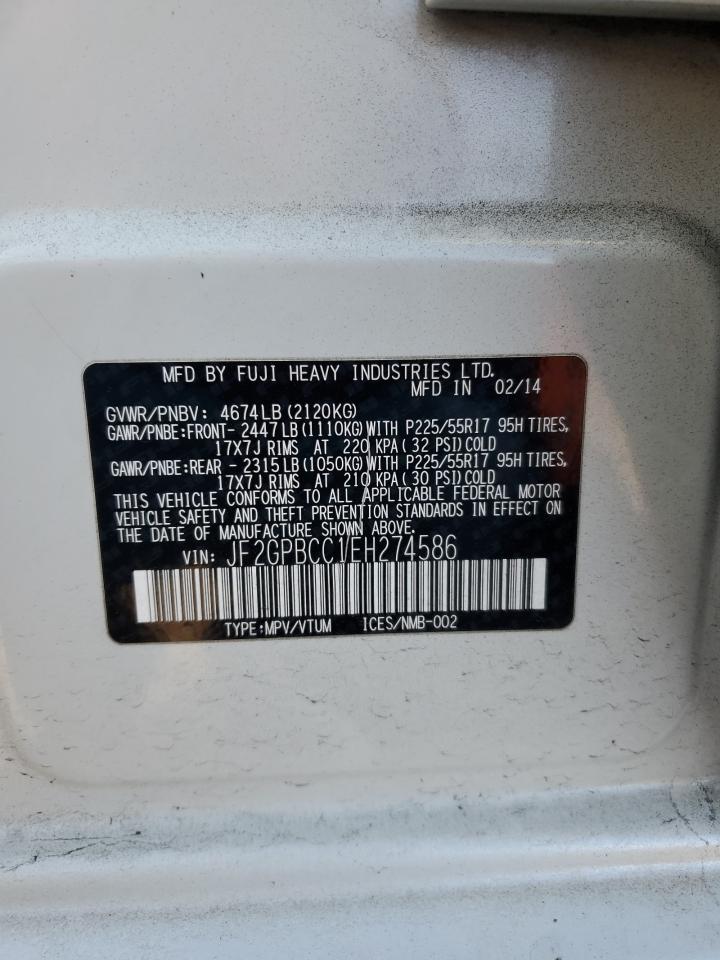 MFD BY FUJI HEAVY INDUSTRIES LTD.
MFD IN 02/14
GVWR/PNBV: 4674LB (2120KG)
GAWR/PNBE:FRONT- 2447LB (1110KG) WITH P225/55R17 95H TIRES,
17X7J RIMS AT 220 KPA ( 32 PSI) COLD
GAWR/PNBE:REAR - 2315LB (1050KG) WITH P225/55R17 95H TIRES,
17X7J RIMS AT 210 KPA ( 30 PSI) COLD
THIS VEHICLE CONFORMS TO ALL APPLICABLE FEDERAL MOTOR
VEHICLE SAFETY AND THEFT PREVENTION STANDARDS IN EFFECT ON
THE DATE OF MANUFACTURE SHOWN ABOVE.
VIN: JF2GPBCC1EH274586
TYPE:MPV/VTUM ICES/NMB-002